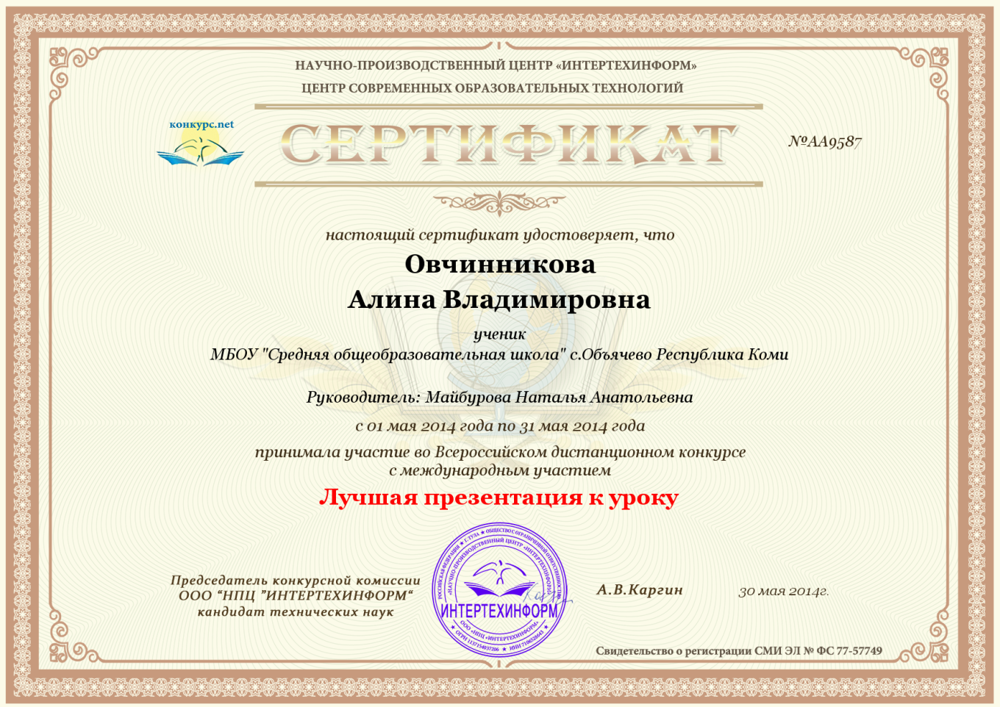 НАУЧНО-ПРОИЗВОДСТВЕННЫЙ ЦЕНТР «ИНТЕРТЕХИНФОРМ»
ЦЕНТР СОВРЕМЕННЫХ ОБРАЗОВАТЕЛЬНЫХ ТЕХНОЛОГИЙ
конкурс.net
СЕРТИФИКАТ
№АА9587
настоящий сертификат удостоверяет, что
Овчинникова
Алина Владимировна
ученик
МБОУ "Средняя общеобразовательная школа" с.Объячево Республика Коми
Руководитель: Майбурова Наталья Анатольевна
с 01 мая 2014 года по 31 мая 2014 года
принимала участие во Всероссийском дистанционном конкурсе
с международным участием
Лучшая презентация к уроку
Председатель конкурсной комиссии
ООО “НПЦ ”ИНТЕРТЕХИНФОРМ“
кандидат технических наук
РОССИЙСКАЯ ФЕДЕРАЦИЯ ★ Г. ТУЛА ★ ОБЩЕСТВО С ОГРАНИЧЕННОЙ ОТВЕТСТВЕННОСТЬЮ
«НАУЧНО-ПРОИЗВОДСТВЕННЫЙ ЦЕНТР «ИНТЕРТЕХИНФОРМ»
ИНТЕРТЕХИНФОРМ
ООО «НПЦ «ИНТЕРТЕХИНФОРМ»
★ ОГРН 1137154037206 ★ ИНН 7106528643 ★
А.В.Каргин
30 мая 2014г.
Свидетельство о регистрации СМИ ЭЛ № ФС 77-57749